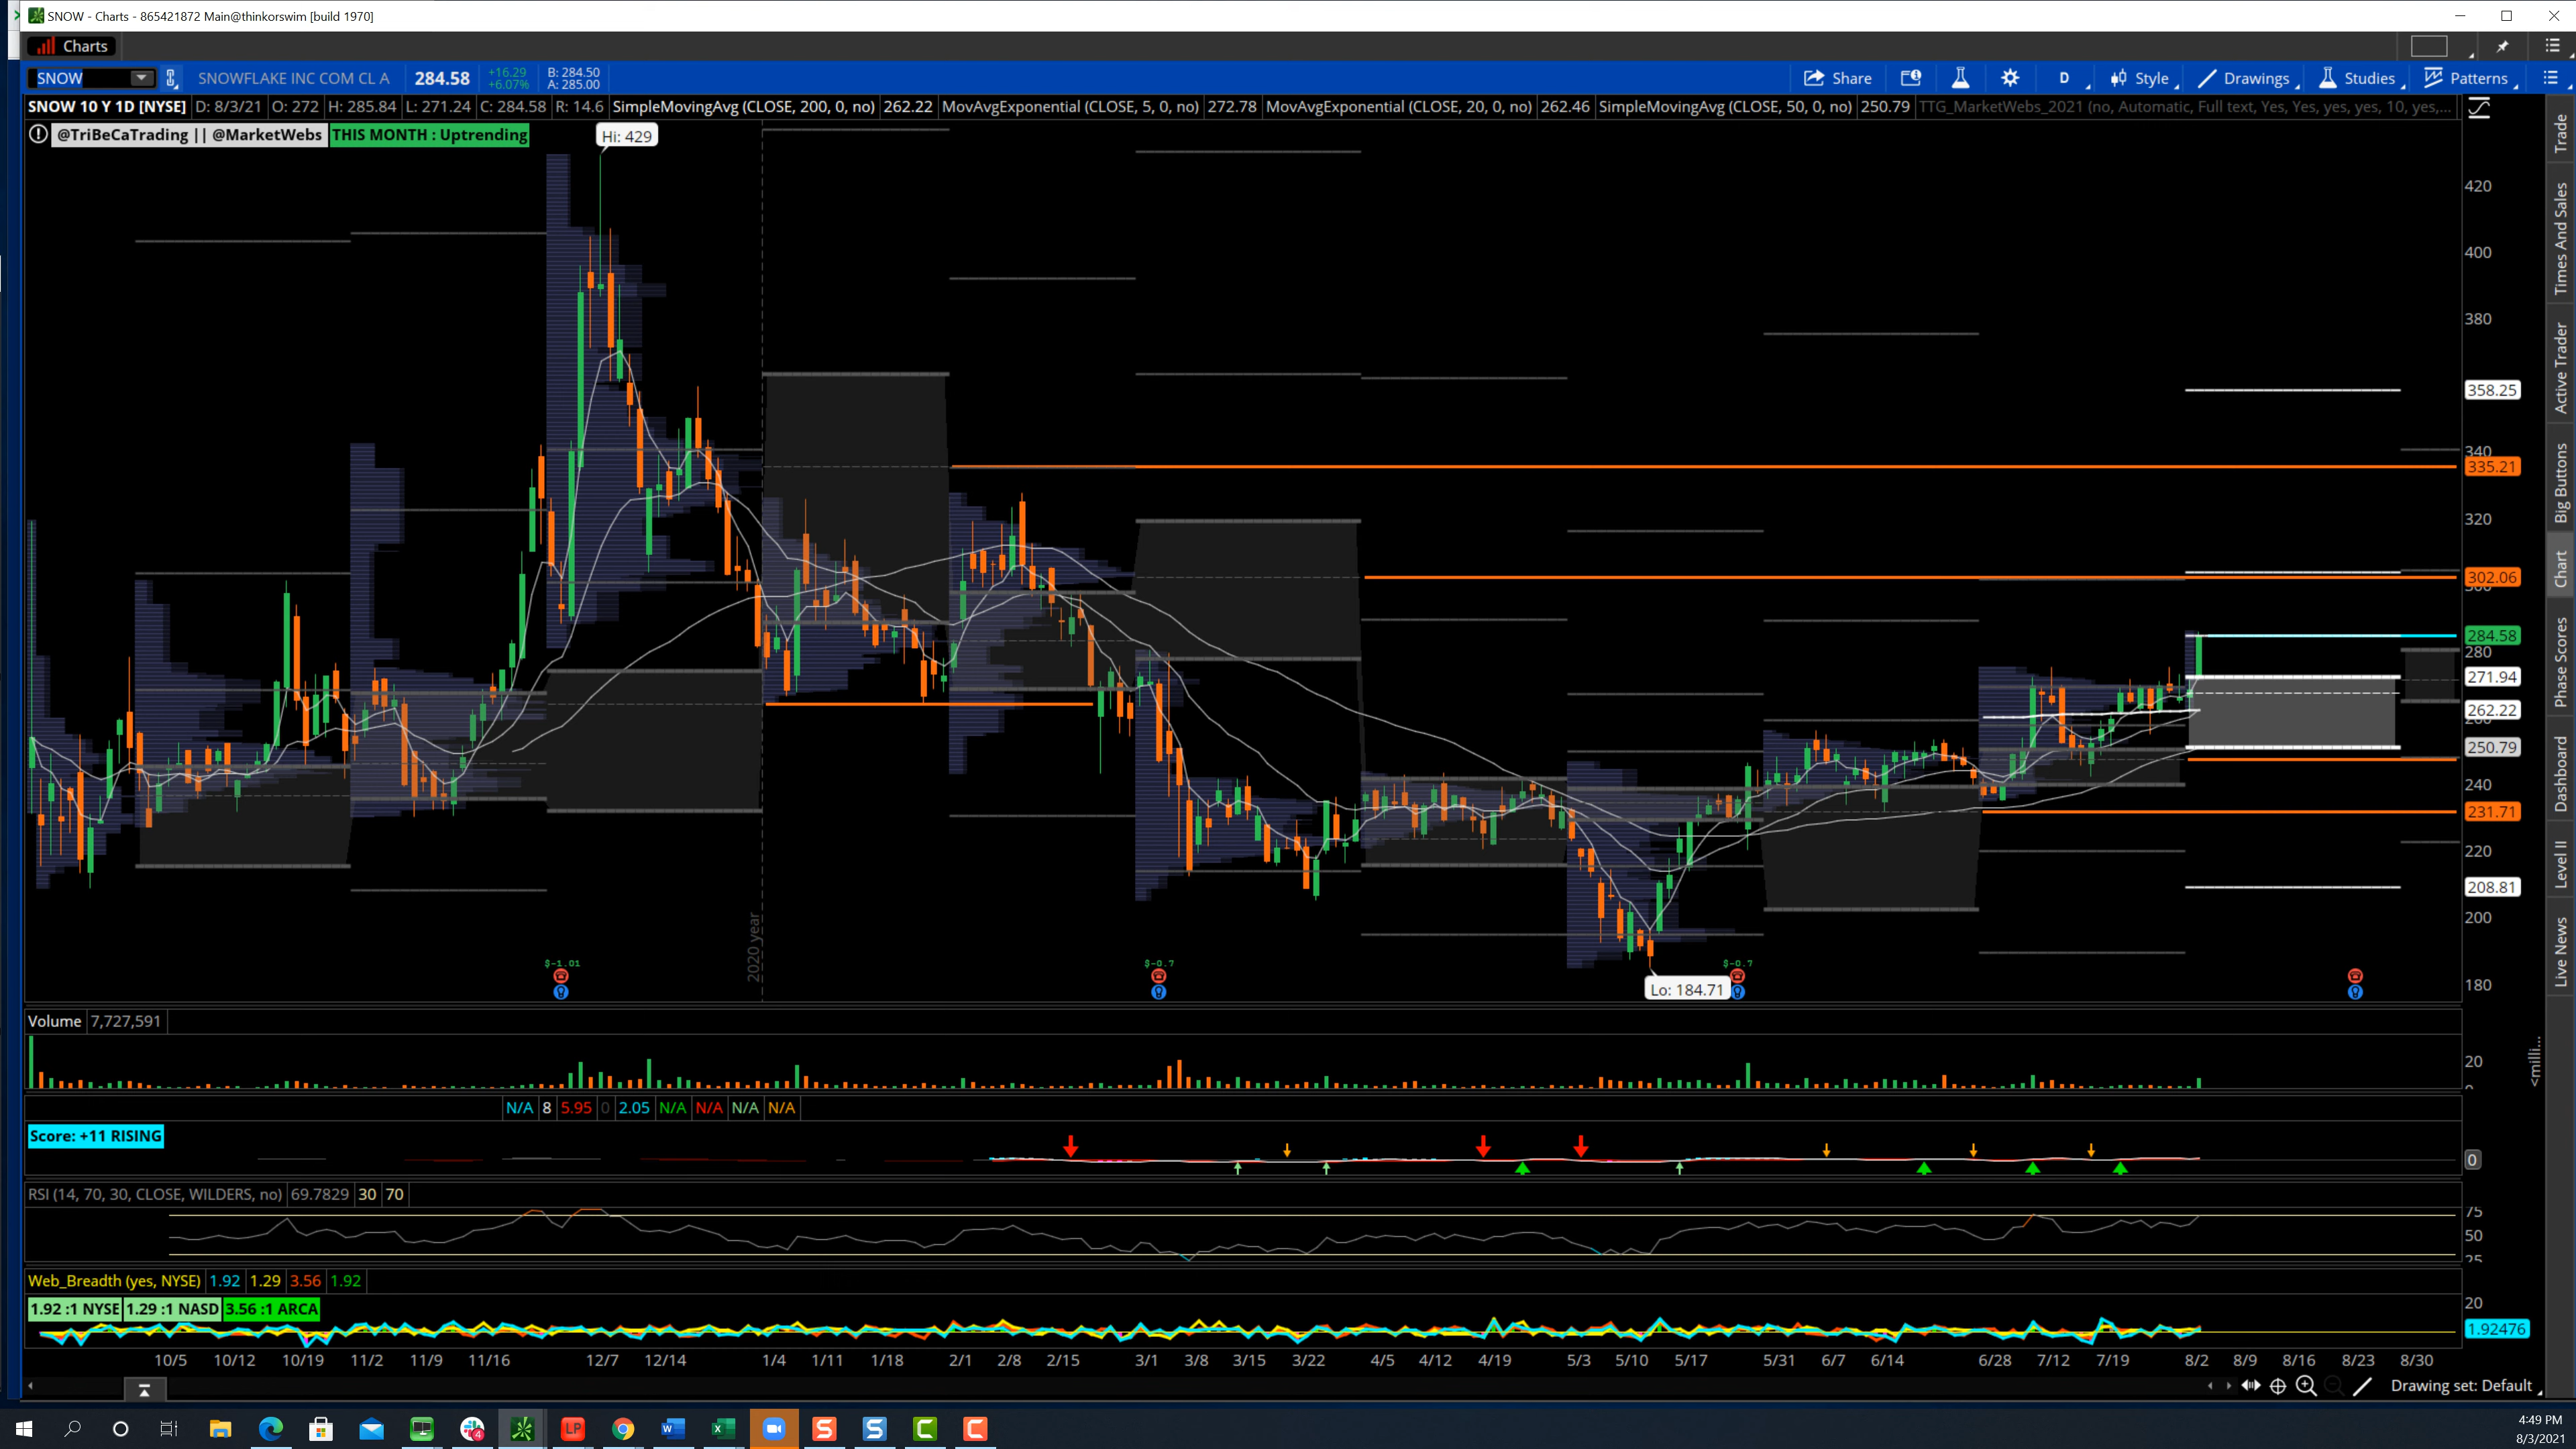 SNOW - Charts - 865421872 Main@thinkorswim [build 1970]
Charts
SNOW SNOWFLAKE INC COM CL A 284.58 +16.29 +6.07% B: 284.50 A: 285.00 Share D Style Drawings Studies Patterns
SNOW 10 Y 1D [NYSE] D: 8/3/21 O: 272 H: 285.84 L: 271.24 C: 284.58 R: 14.6 SimpleMovingAvg (CLOSE, 200, 0, no) 262.22 MovAvgExponential (CLOSE, 5, 0, no) 272.78 MovAvgExponential (CLOSE, 20, 0, no) 262.46 SimpleMovingAvg (CLOSE, 50, 0, no) 250.79 TTG_MarketWebs_2021 (no, Automatic, Full text, Yes, Yes, yes, yes, 10, yes,...
@TriBeCaTrading || @MarketWebs THIS MONTH : Uptrending
Hi: 429
420
400
380
358.25
340
335.21
320
302.06
300
284.58
280
271.94
262.22
260
250.79
240
231.71
220
208.81
200
180
2020 year
$-1.01
$-0.7
$-0.7
Lo: 184.71
Trade
Times And Sales
Active Trader
Big Buttons
Chart
Phase Scores
Dashboard
Level II
Live News
Volume 7,727,591
20
<milli...
N/A 8 5.95 0 2.05 N/A N/A N/A N/A
Score: +11 RISING
0
RSI (14, 70, 30, CLOSE, WILDERS, no) 69.7829 30 70
75
50
25
Web_Breadth (yes, NYSE) 1.92 1.29 3.56 1.92
1.92 :1 NYSE 1.29 :1 NASD 3.56 :1 ARCA
20
1.92476
10/5 10/12 10/19 11/2 11/9 11/16 12/7 12/14 1/4 1/11 1/18 2/1 2/8 2/15 3/1 3/8 3/15 3/22 4/5 4/12 4/19 5/3 5/10 5/17 5/31 6/7 6/14 6/28 7/12 7/19 8/2 8/9 8/16 8/23 8/30
Drawing set: Default
4
LP
W
X
S
S
C
C
4:49 PM
8/3/2021